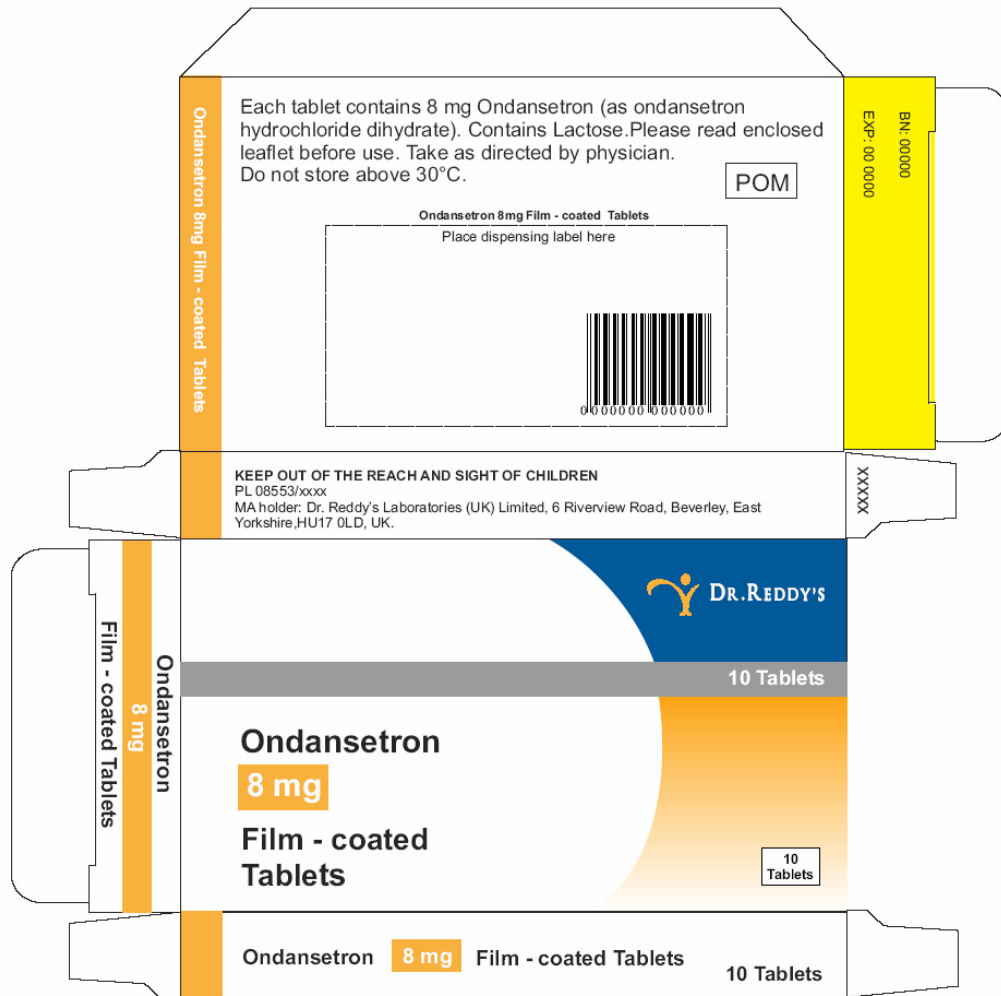 Each tablet contains 8 mg Ondansetron (as ondansetron
hydrochloride dihydrate). Contains Lactose.Please read enclosed
leaflet before use. Take as directed by physician.
Do not store above 30°C.
POM
Ondansetron 8mg Film - coated Tablets
Place dispensing label here
0000000 000000
Ondansetron 8mg Film - coated Tablets
BN: 00000
EXP: 00 0000
KEEP OUT OF THE REACH AND SIGHT OF CHILDREN
PL 08553/xxxx
MA holder: Dr. Reddy's Laboratories (UK) Limited, 6 Riverview Road, Beverley, East
Yorkshire,HU17 0LD, UK.
XXXXX
DR.REDDY'S
10 Tablets
Ondansetron
8 mg
Film - coated
Tablets
10
Tablets
Ondansetron
8 mg
Film - coated Tablets
Ondansetron 8 mg Film - coated Tablets
10 Tablets